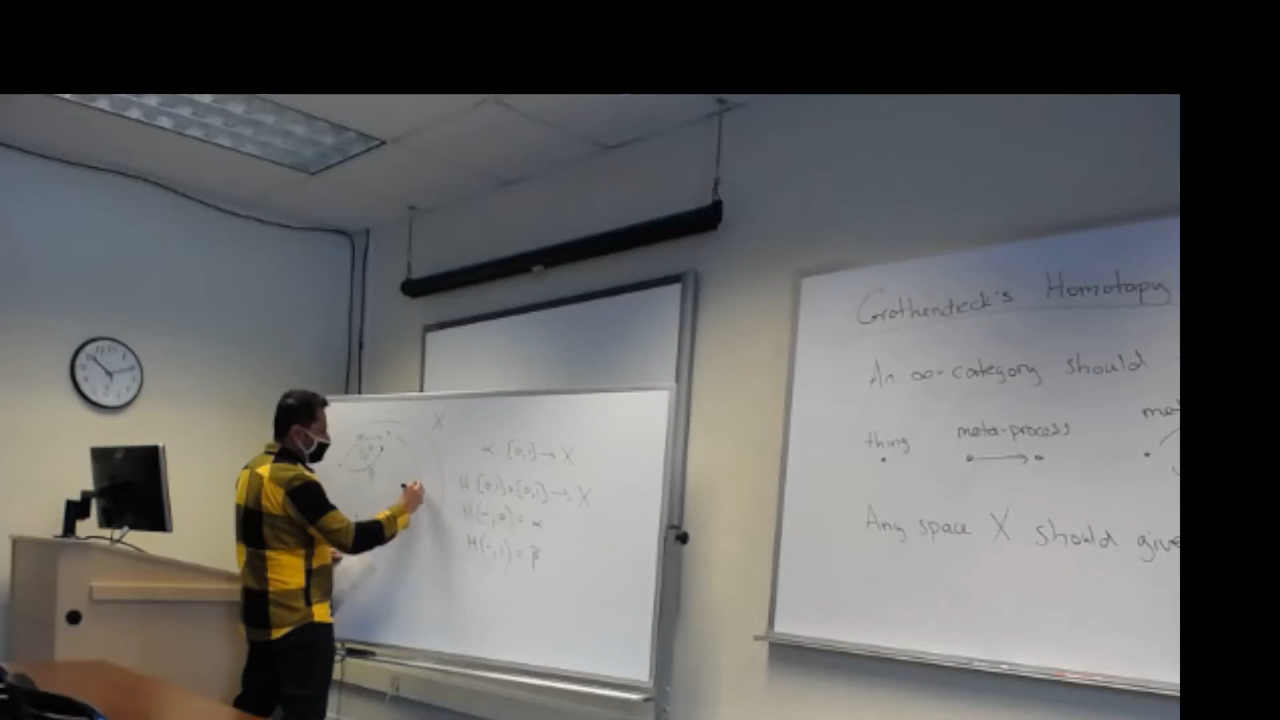 X
α [0,1] → X
H [0,1]×[0,1] → X
H(-,0) = α
H(-,1) = β
Grothendieck's Homotopy
An ∞-category should
thing meta-process
Any space X should give